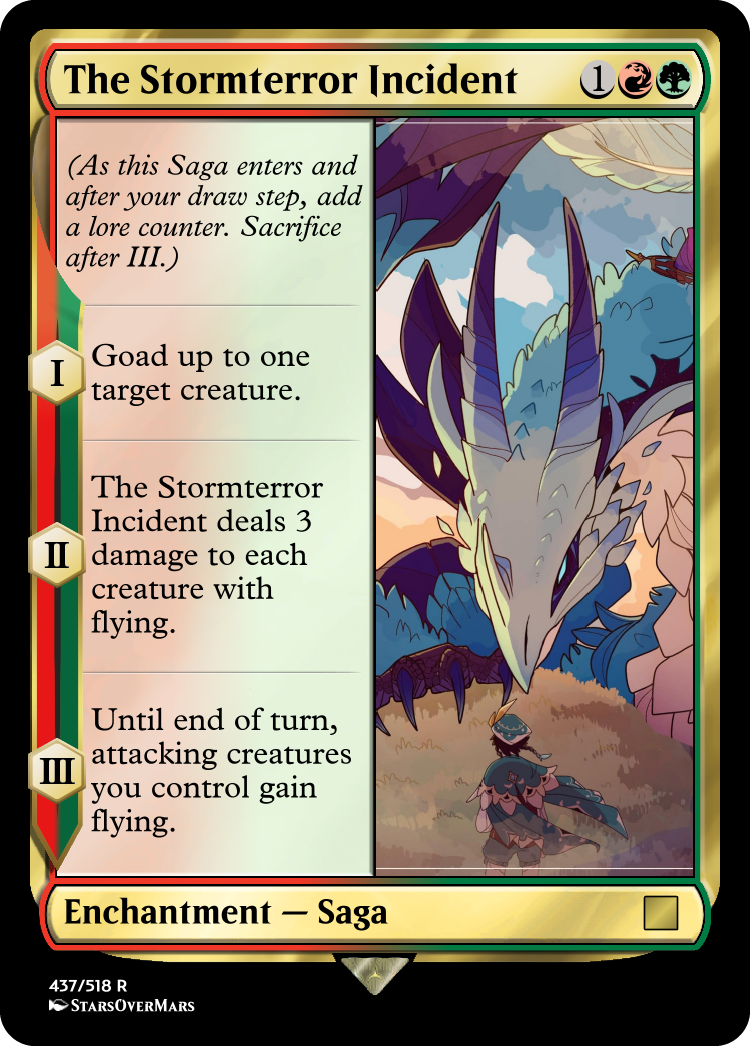 The Stormterror Incident 1
(As this Saga enters and
after your draw step, add
a lore counter. Sacrifice
after III.)
I
Goad up to one
target creature.
II
The Stormterror
Incident deals 3
damage to each
creature with
flying.
III
Until end of turn,
attacking creatures
you control gain
flying.
Enchantment — Saga
437/518 R
StarsOverMars